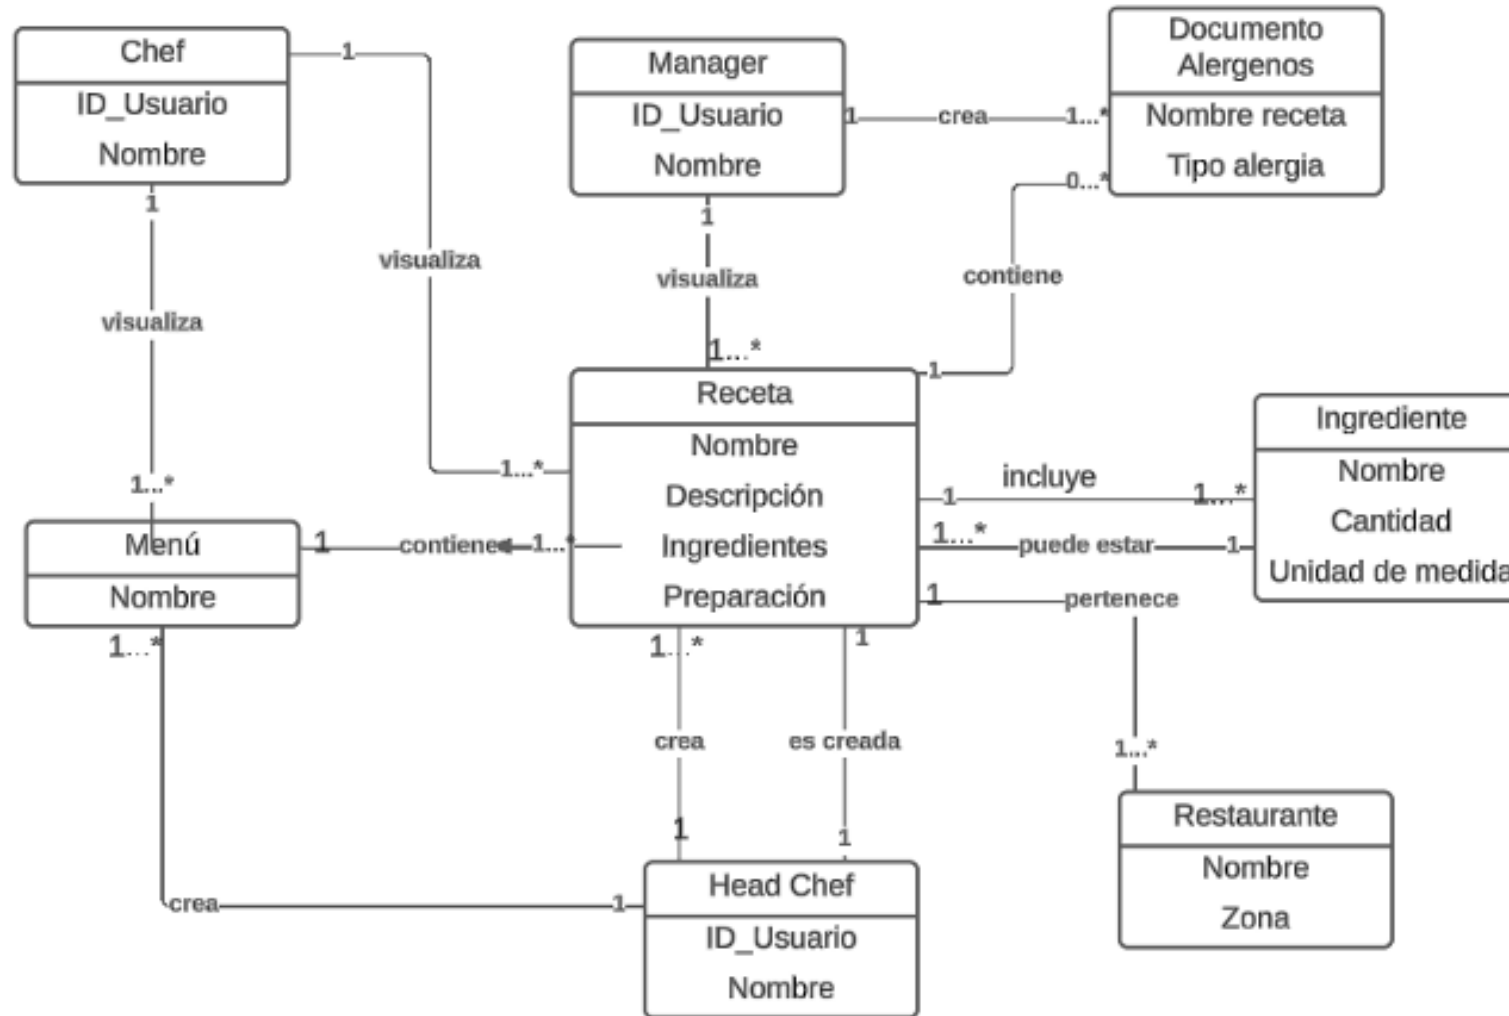 Chef
ID_Usuario
Nombre
1
1
visualiza
visualiza
1...*
1...*
Manager
ID_Usuario
Nombre
1
crea
1...*
1
visualiza
1...*
Documento
Alergenos
Nombre receta
Tipo alergia
0...*
contiene
1
Receta
Nombre
Descripción
Ingredientes
Preparación
1
incluye
1...*
1...*
puede estar
1
Ingrediente
Nombre
Cantidad
Unidad de medida
Menú
Nombre
1
contiene
1...*
1
pertenece
1...*
Restaurante
Nombre
Zona
1...*
crea
1
1...*
crea
1
1
es creada
1
Head Chef
ID_Usuario
Nombre